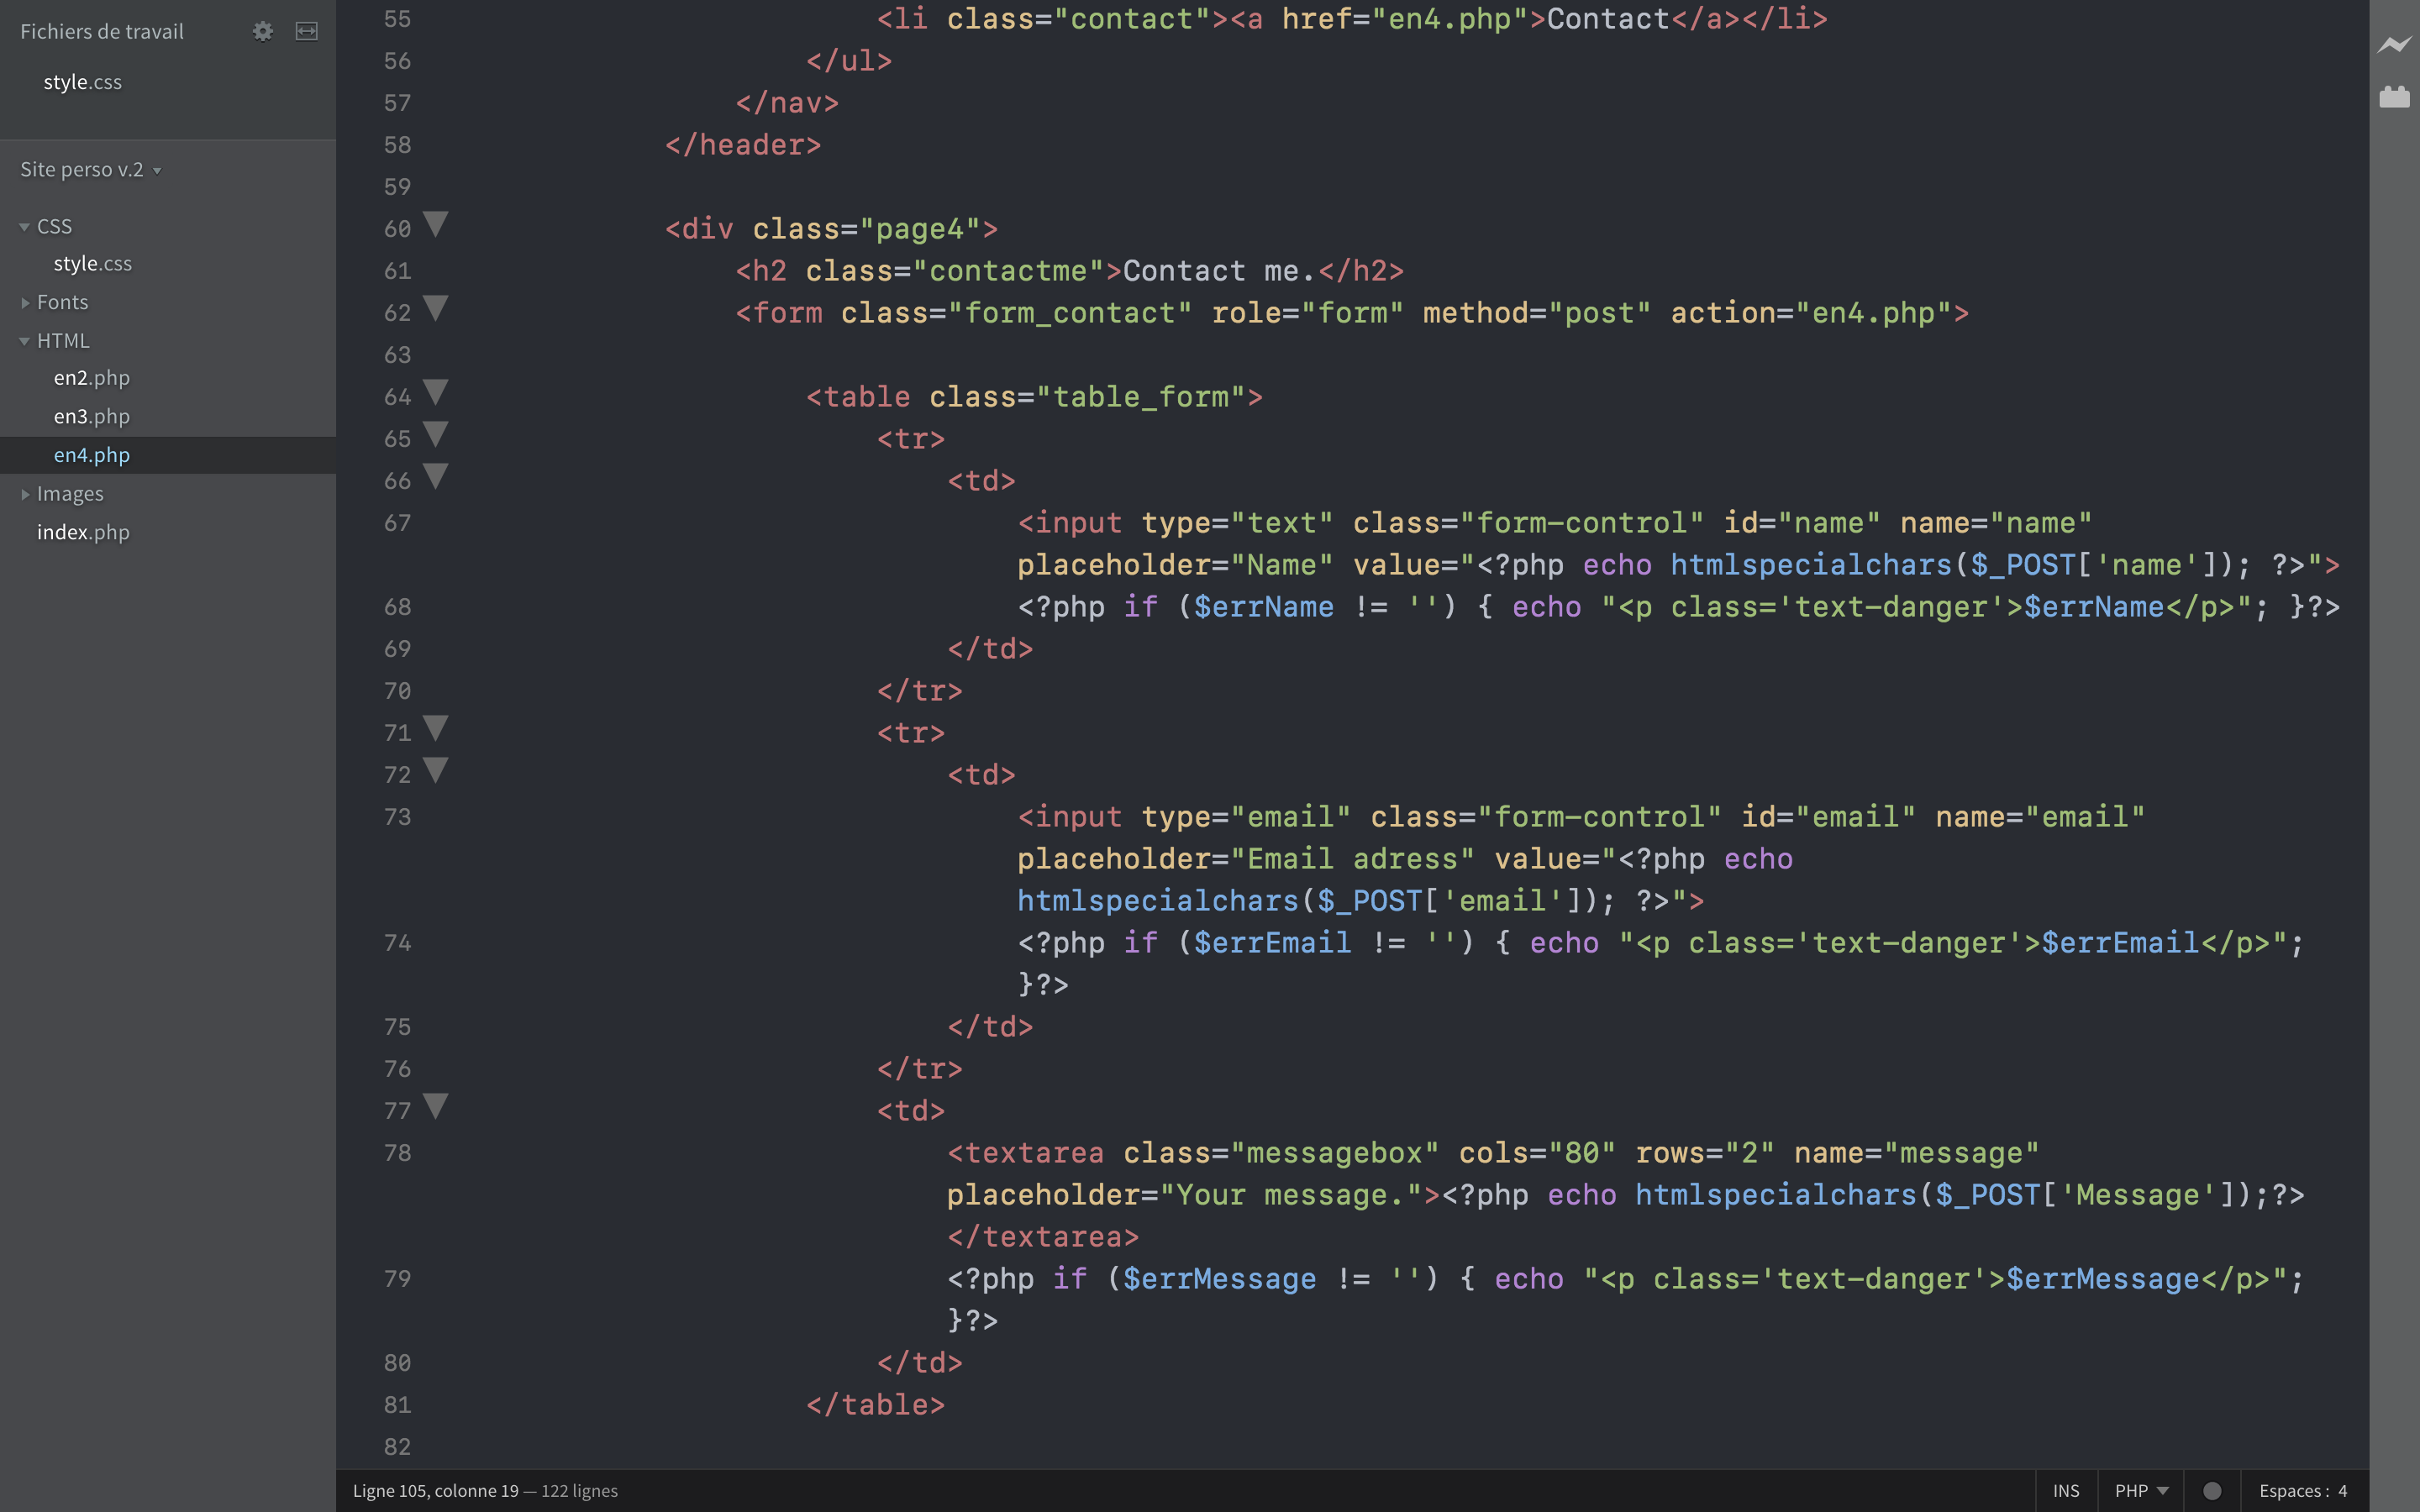 Fichiers de travail
style.css
Site perso v.2
CSS
style.css
Fonts
HTML
en2.php
en3.php
en4.php
Images
index.php
55 <li class="contact"><a href="en4.php">Contact</a></li>
56 </ul>
57 </nav>
58 </header>
59
60 <div class="page4">
61 <h2 class="contactme">Contact me.</h2>
62 <form class="form_contact" role="form" method="post" action="en4.php">
63
64 <table class="table_form">
65 <tr>
66 <td>
67 <input type="text" class="form-control" id="name" name="name"
placeholder="Name" value="<?php echo htmlspecialchars($_POST['name']); ?>">
68 <?php if ($errName != '') { echo "<p class='text-danger'>$errName</p>"; }?>
69 </td>
70 </tr>
71 <tr>
72 <td>
73 <input type="email" class="form-control" id="email" name="email"
placeholder="Email adress" value="<?php echo
htmlspecialchars($_POST['email']); ?>">
74 <?php if ($errEmail != '') { echo "<p class='text-danger'>$errEmail</p>";
}?>
75 </td>
76 </tr>
77 <td>
78 <textarea class="messagebox" cols="80" rows="2" name="message"
placeholder="Your message."><?php echo htmlspecialchars($_POST['Message']);?>
</textarea>
79 <?php if ($errMessage != '') { echo "<p class='text-danger'>$errMessage</p>";
}?>
80 </td>
81 </table>
82
Ligne 105, colonne 19 — 122 lignes
INS
PHP
Espaces : 4